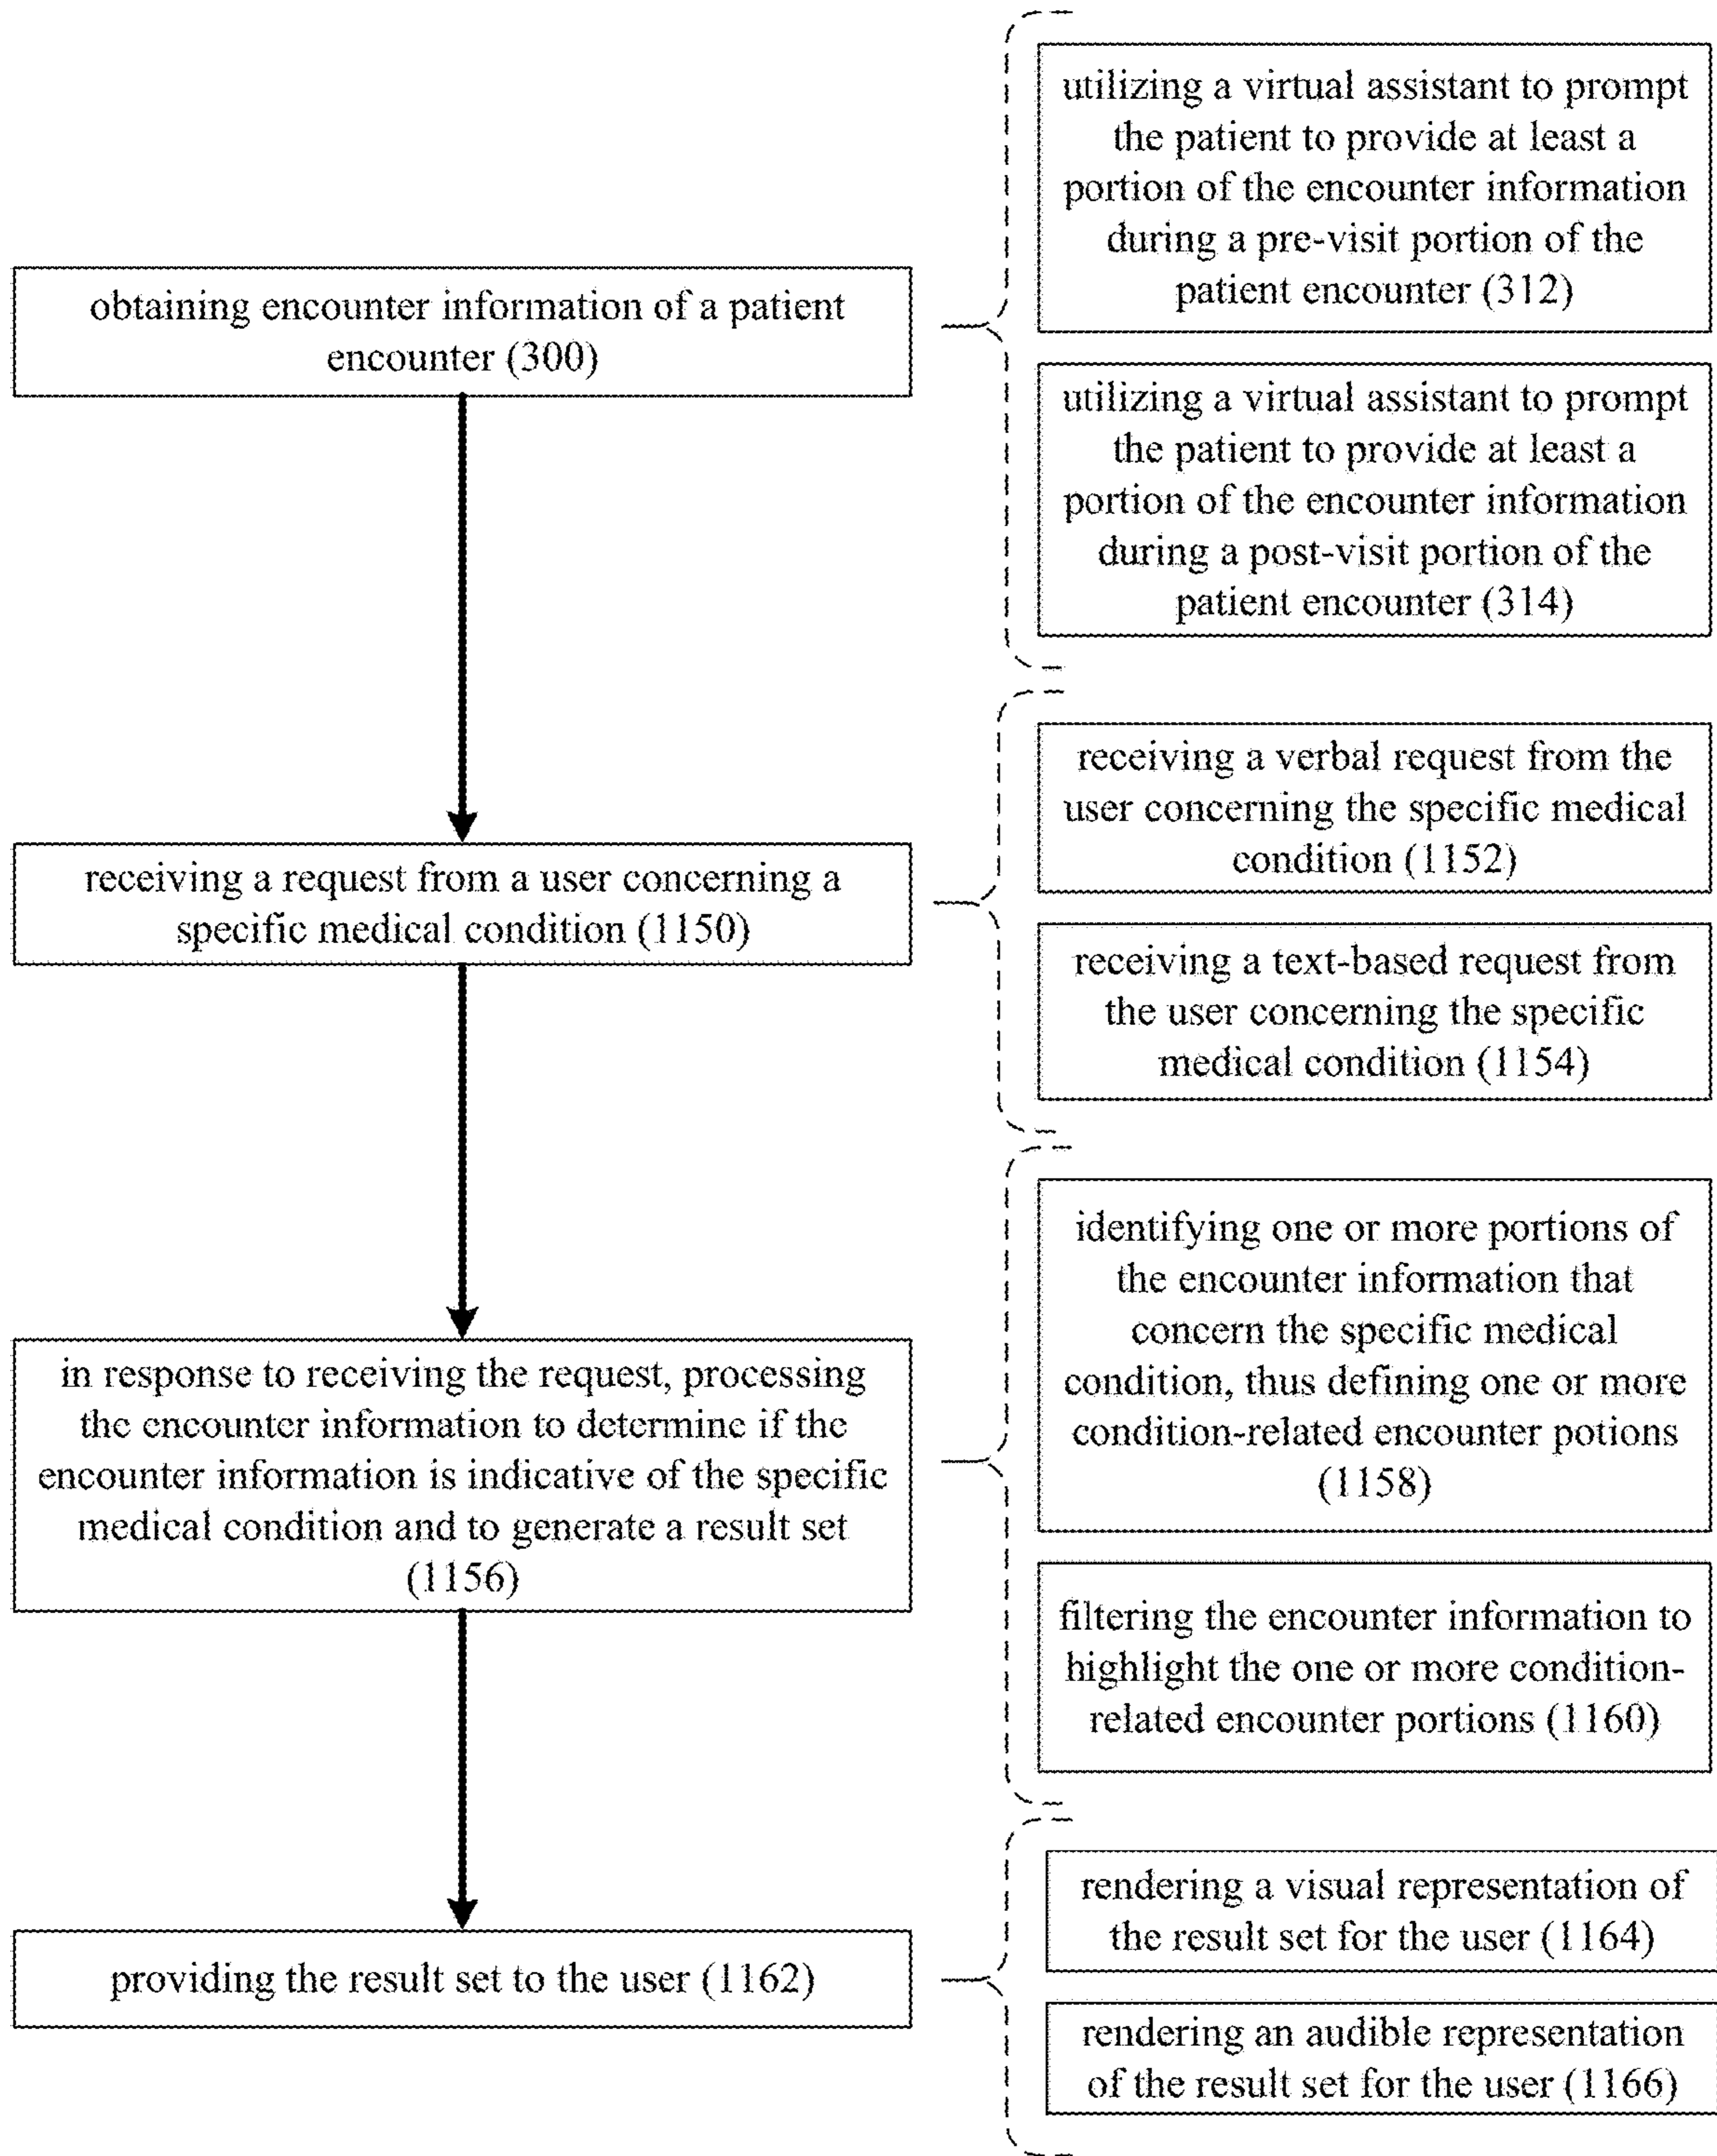 utilizing a virtual assistant to prompt
the patient to provide at least a
portion of the encounter information
during a pre-visit portion of the
patient encounter (312)
obtaining encounter information of a patient
encounter (300)
utilizing a virtual assistant to prompt
the patient to provide at least a
portion of the encounter information
during a post-visit portion of the
patient encounter (314)
receiving a verbal request from the
user concerning the specific medical
condition (1152)
receiving a request from a user concerning a
specific medical condition (1150)
receiving a text-based request from
the user concerning the specific
medical condition (1154)
identifying one or more portions of
the encounter information that
concern the specific medical
condition, thus defining one or more
condition-related encounter potions
(1158)
in response to receiving the request, processing
the encounter information to determine if the
encounter information is indicative of the specific
medical condition and to generate a result set
(1156)
filtering the encounter information to
highlight the one or more condition-
related encounter portions (1160)
rendering a visual representation of
the result set for the user (1164)
providing the result set to the user (1162)
rendering an audible representation
of the result set for the user (1166)